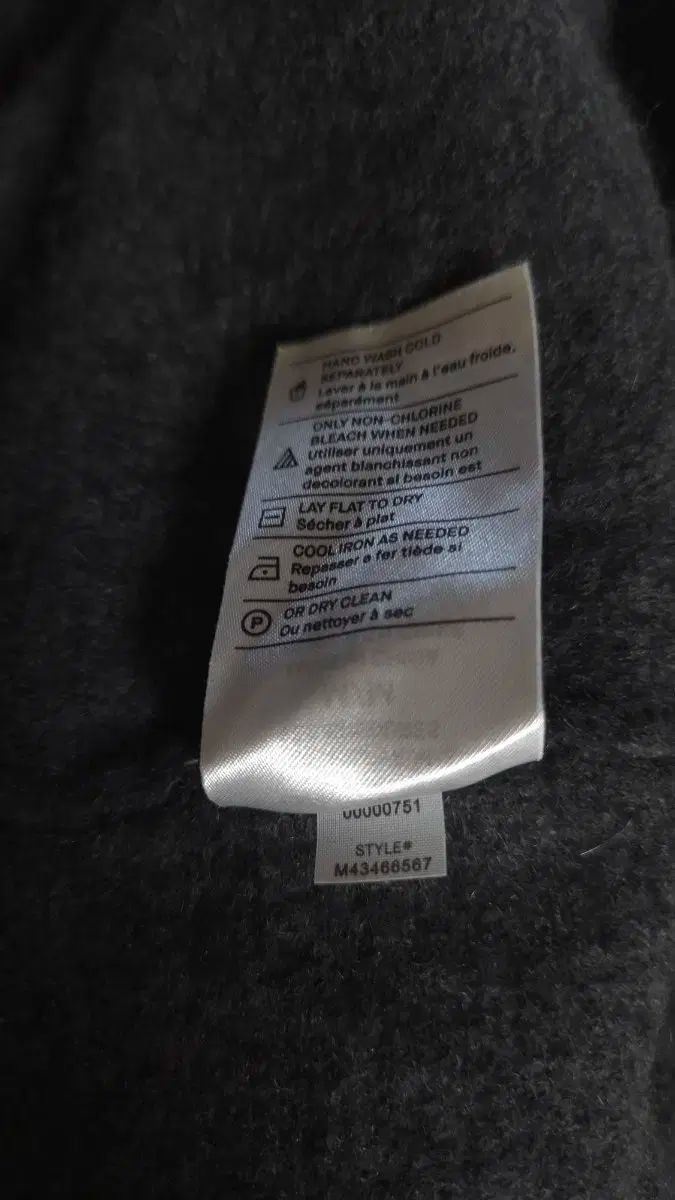 HAND WASH COLD
SEPARATELY
Laver à la main à l'eau froide,
séparément
ONLY NON-CHLORINE
BLEACH WHEN NEEDED
Utiliser uniquement un
agent blanchissant non
decolorant si besoin est
LAY FLAT TO DRY
Sécher à plat
COOL IRON AS NEEDED
Repasser a fer tiède si
besoin
P
OR DRY CLEAN
Ou nettoyer à sec
00000751
STYLE#
M43466567